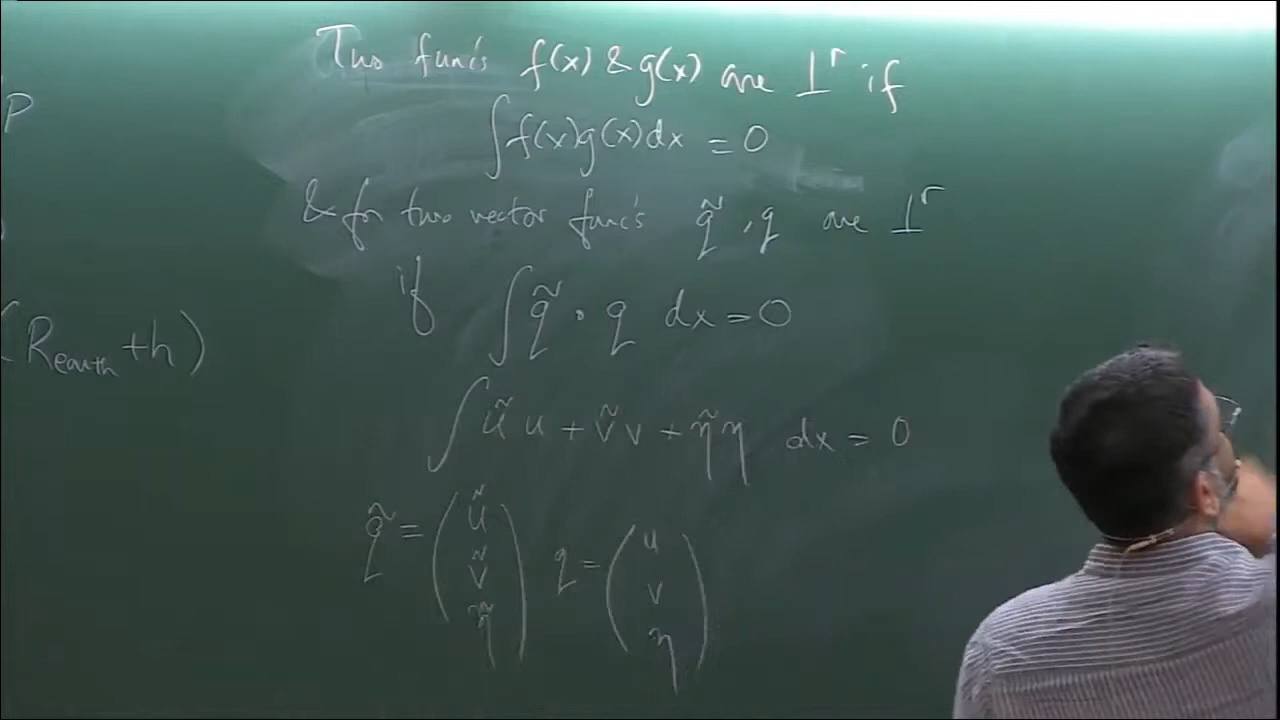 Two func's f(x) & g(x) are ⊥ʳ if
∫f(x)g(x)dx = 0
& for two vector func's q̃, q are ⊥ʳ
if ∫ q̃ · q dx = 0
∫ ũ u + ṽ v + η̃ η dx = 0
q̃ = ( ũ ṽ η̃ ) q = ( u v η )
P
(R_earth + h)